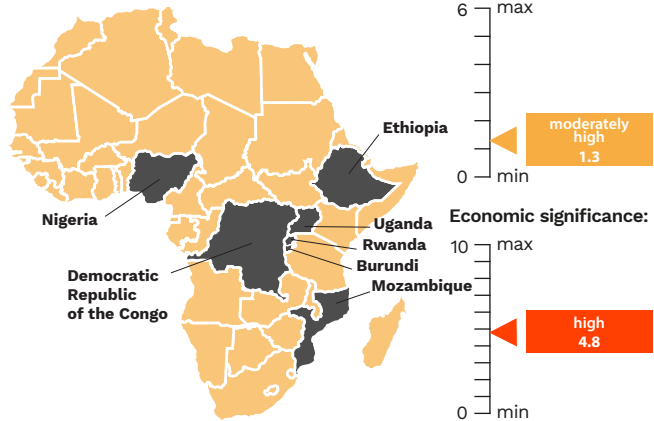 6
max
moderately
high
1.3
0
min
Ethiopia
Nigeria
Uganda
Rwanda
Burundi
Mozambique
Democratic
Republic
of the Congo
Economic significance:
10
max
high
4.8
0
min